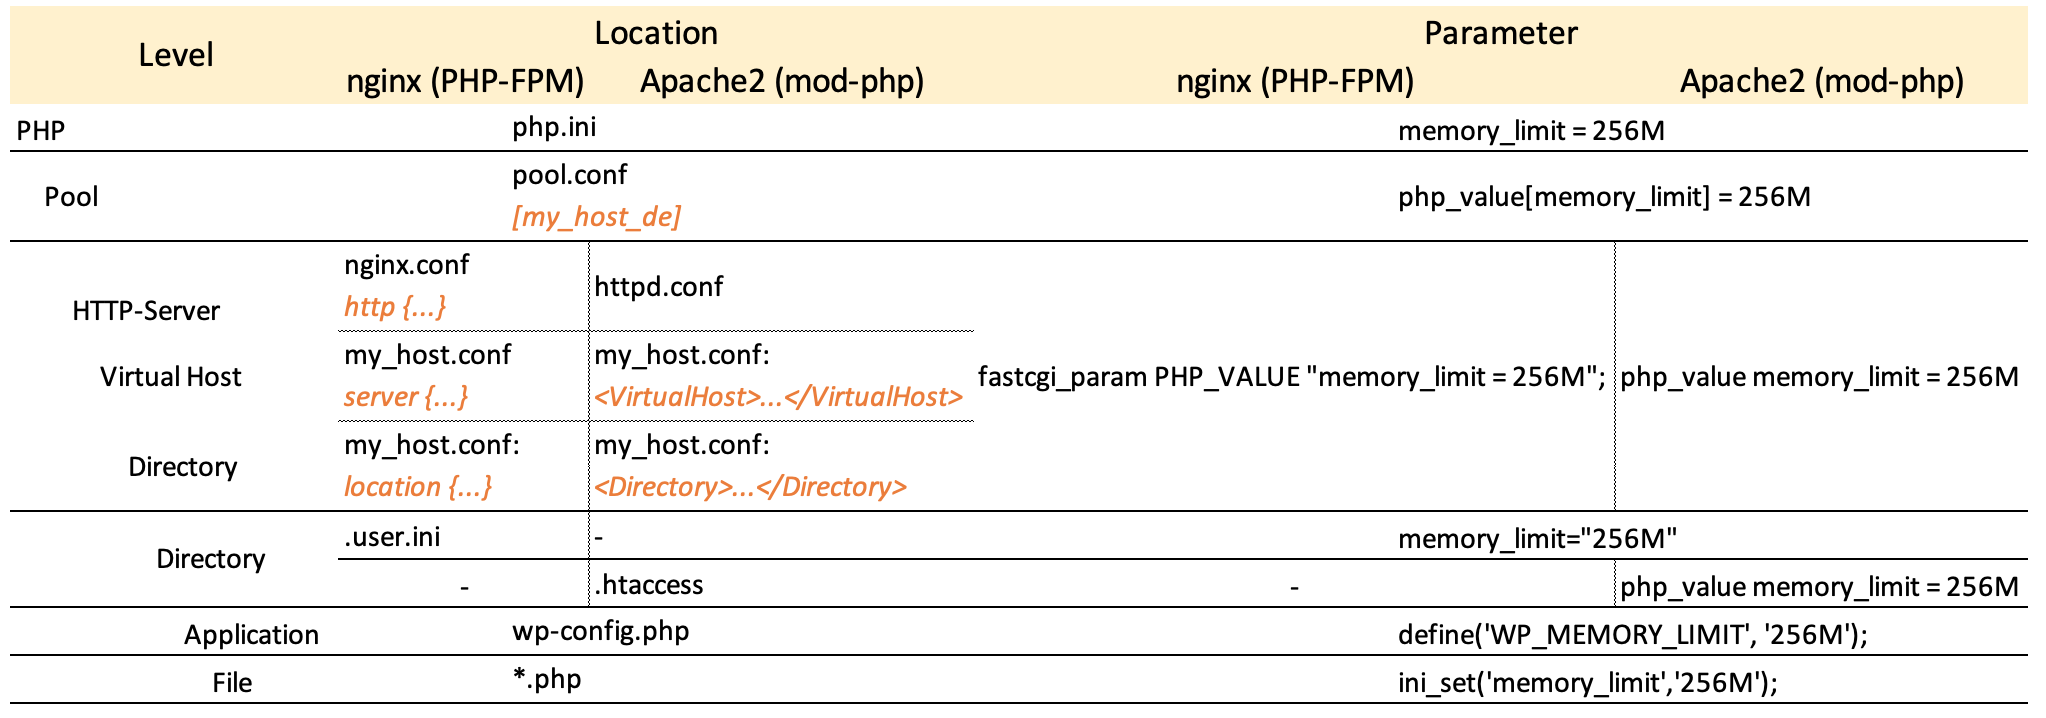 Level
Location
Parameter
nginx (PHP-FPM)
Apache2 (mod-php)
nginx (PHP-FPM)
Apache2 (mod-php)
PHP
php.ini
memory_limit = 256M
Pool
pool.conf
[my_host_de]
php_value[memory_limit] = 256M
HTTP-Server
nginx.conf
http {...}
httpd.conf
Virtual Host
my_host.conf
server {...}
my_host.conf:
<VirtualHost>...</VirtualHost>
fastcgi_param PHP_VALUE "memory_limit = 256M";
php_value memory_limit = 256M
Directory
my_host.conf:
location {...}
my_host.conf:
<Directory>...</Directory>
Directory
.user.ini
-
memory_limit="256M"
-
.htaccess
-
php_value memory_limit = 256M
Application
wp-config.php
define('WP_MEMORY_LIMIT', '256M');
File
*.php
ini_set('memory_limit','256M');